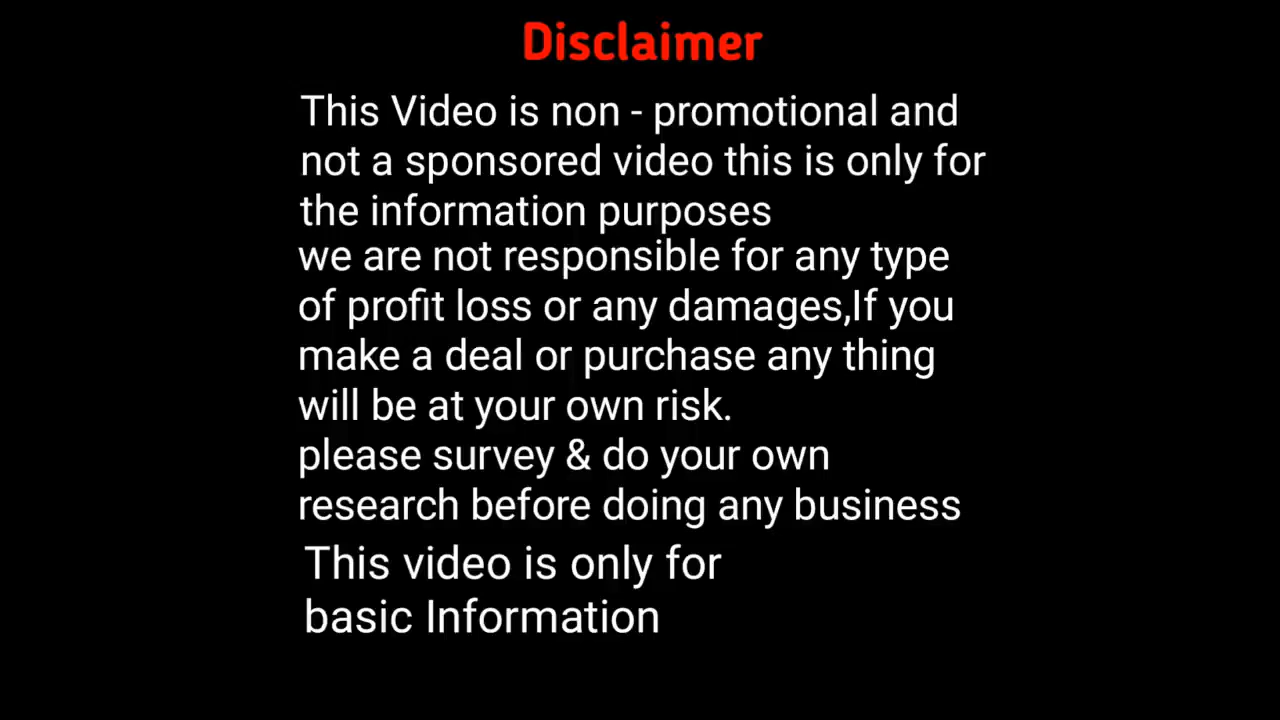 Disclaimer
This Video is non - promotional and
not a sponsored video this is only for
the information purposes
we are not responsible for any type
of profit loss or any damages,If you
make a deal or purchase any thing
will be at your own risk.
please survey & do your own
research before doing any business
This video is only for
basic Information